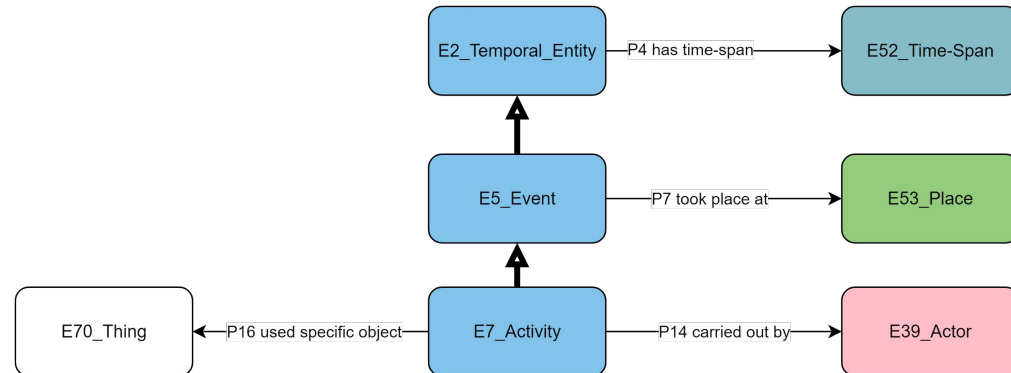 E2_Temporal_Entity P4 has time-span E52_Time-Span
E5_Event P7 took place at E53_Place
E70_Thing P16 used specific object E7_Activity P14 carried out by E39_Actor